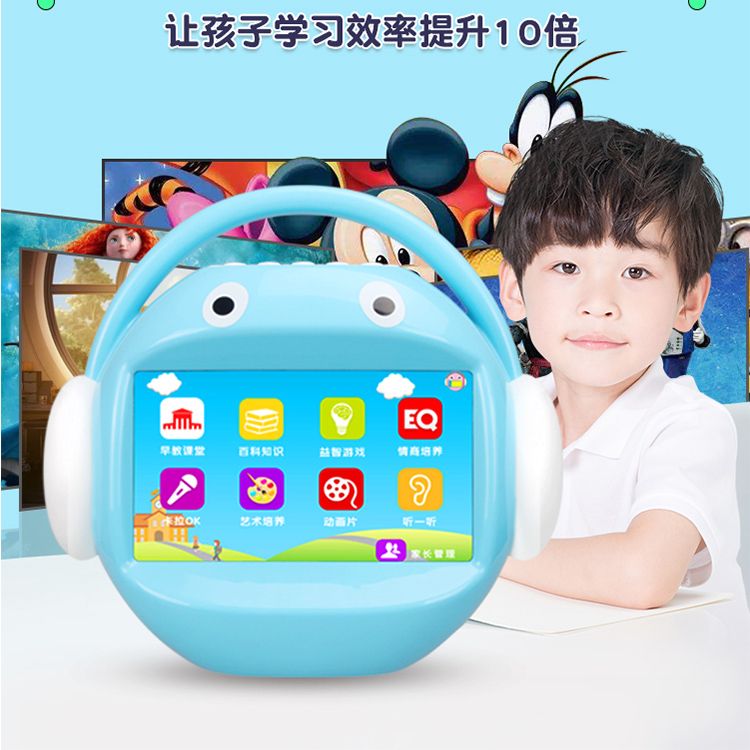 让孩子学习效率提升10倍
早教课堂
百科知识
益智游戏
EQ
情商培养
卡拉OK
艺术培养
动画片
听一听
家长管理